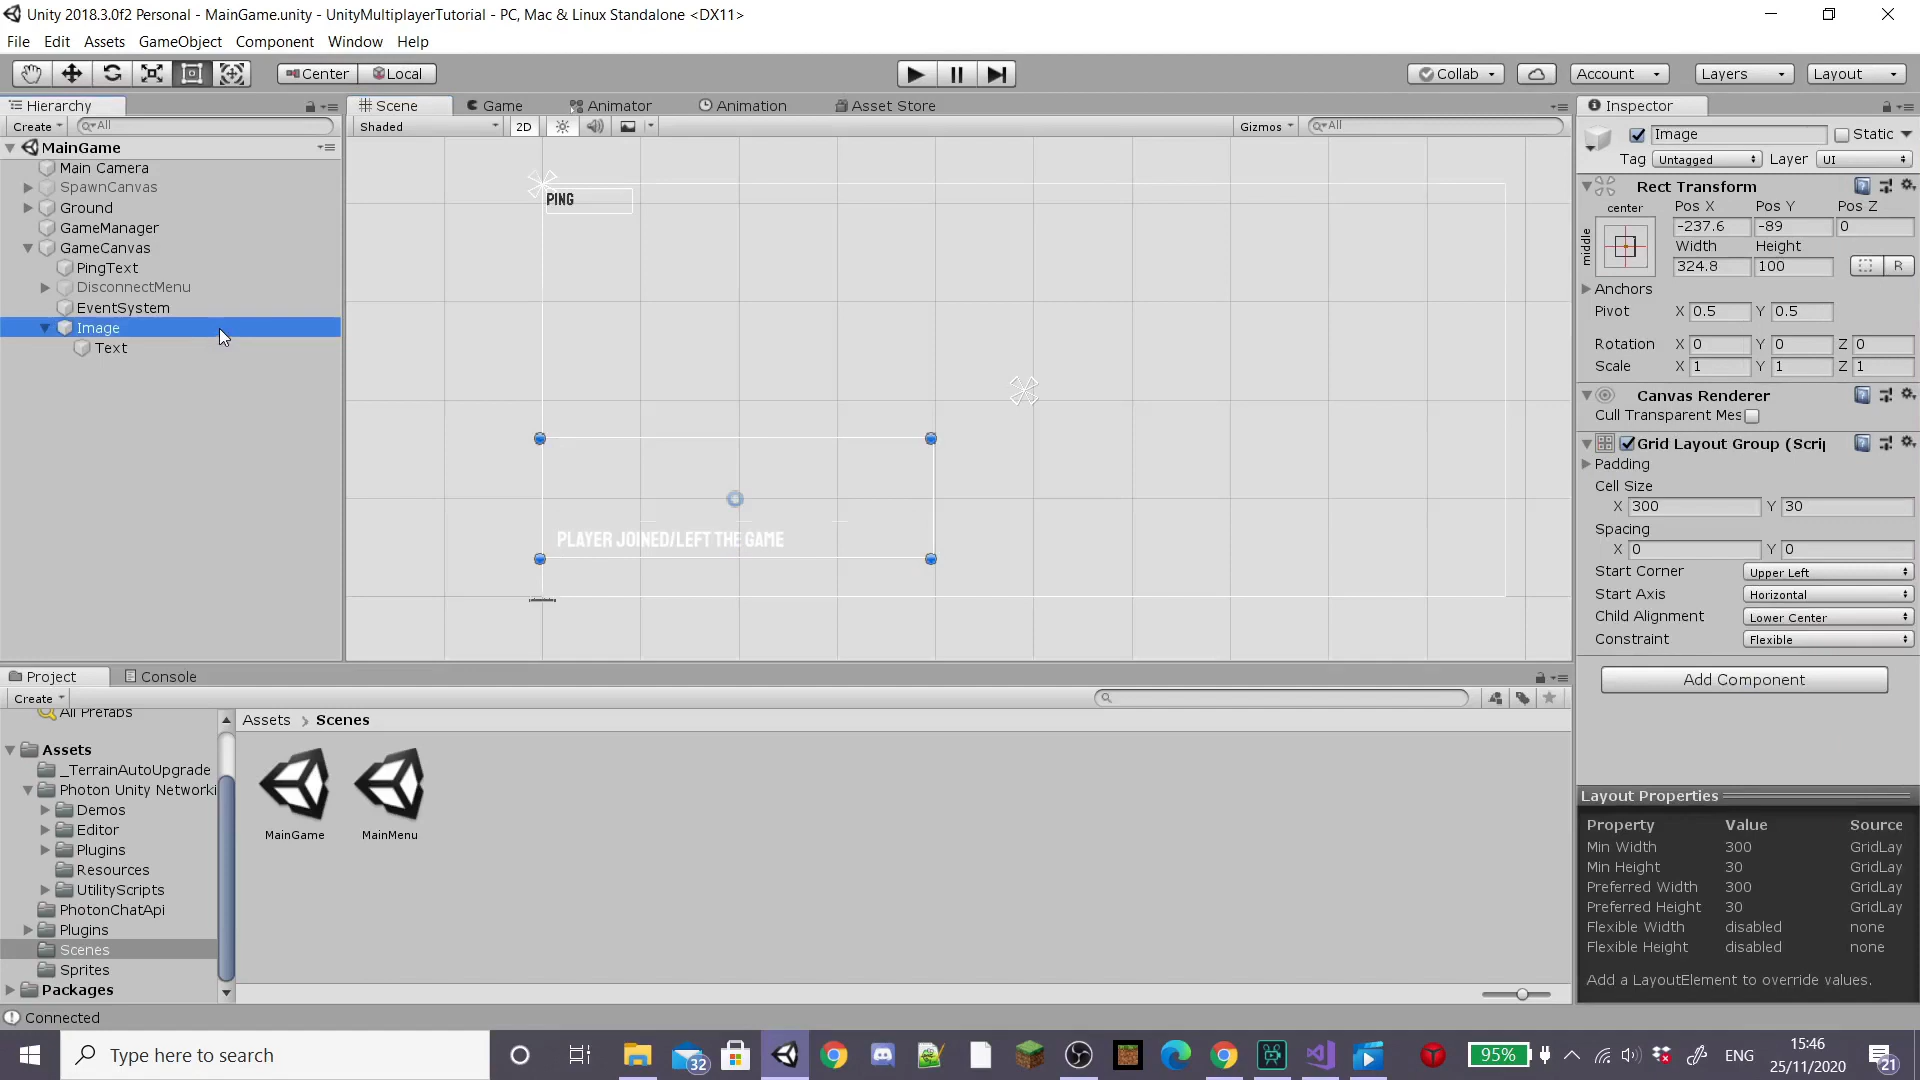 Unity 2018.3.0f2 Personal - MainGame.unity - UnityMultiplayerTutorial - PC, Mac & Linux Standalone <DX11>
File Edit Assets GameObject Component Window Help
Center Local
Collab Account Layers Layout
Hierarchy
Create All
MainGame
Main Camera
SpawnCanvas
Ground
GameManager
GameCanvas
PingText
DisconnectMenu
EventSystem
Image
Text
Scene Game Animator Animation Asset Store
Shaded 2D Gizmos All
PING
PLAYER JOINED/LEFT THE GAME
Inspector
Image Static
Tag Untagged Layer UI
Rect Transform
center Pos X Pos Y Pos Z
middle -237.6 -89 0
Width Height
324.8 100 R
Anchors
Pivot X 0.5 Y 0.5
Rotation X 0 Y 0 Z 0
Scale X 1 Y 1 Z 1
Canvas Renderer
Cull Transparent Mes
Grid Layout Group (Scrip
Padding
Cell Size
X 300 Y 30
Spacing
X 0 Y 0
Start Corner Upper Left
Start Axis Horizontal
Child Alignment Lower Center
Constraint Flexible
Add Component
Layout Properties
Property Value Source
Min Width 300 GridLay
Min Height 30 GridLay
Preferred Width 300 GridLay
Preferred Height 30 GridLay
Flexible Width disabled none
Flexible Height disabled none
Add a LayoutElement to override values.
Project Console
Create
All Prefabs
Assets
_TerrainAutoUpgrade
Photon Unity Networki
Demos
Editor
Plugins
Resources
UtilityScripts
PhotonChatApi
Plugins
Scenes
Sprites
Packages
Assets > Scenes
MainGame MainMenu
Connected
Type here to search
32
95%
ENG
15:46
25/11/2020
21